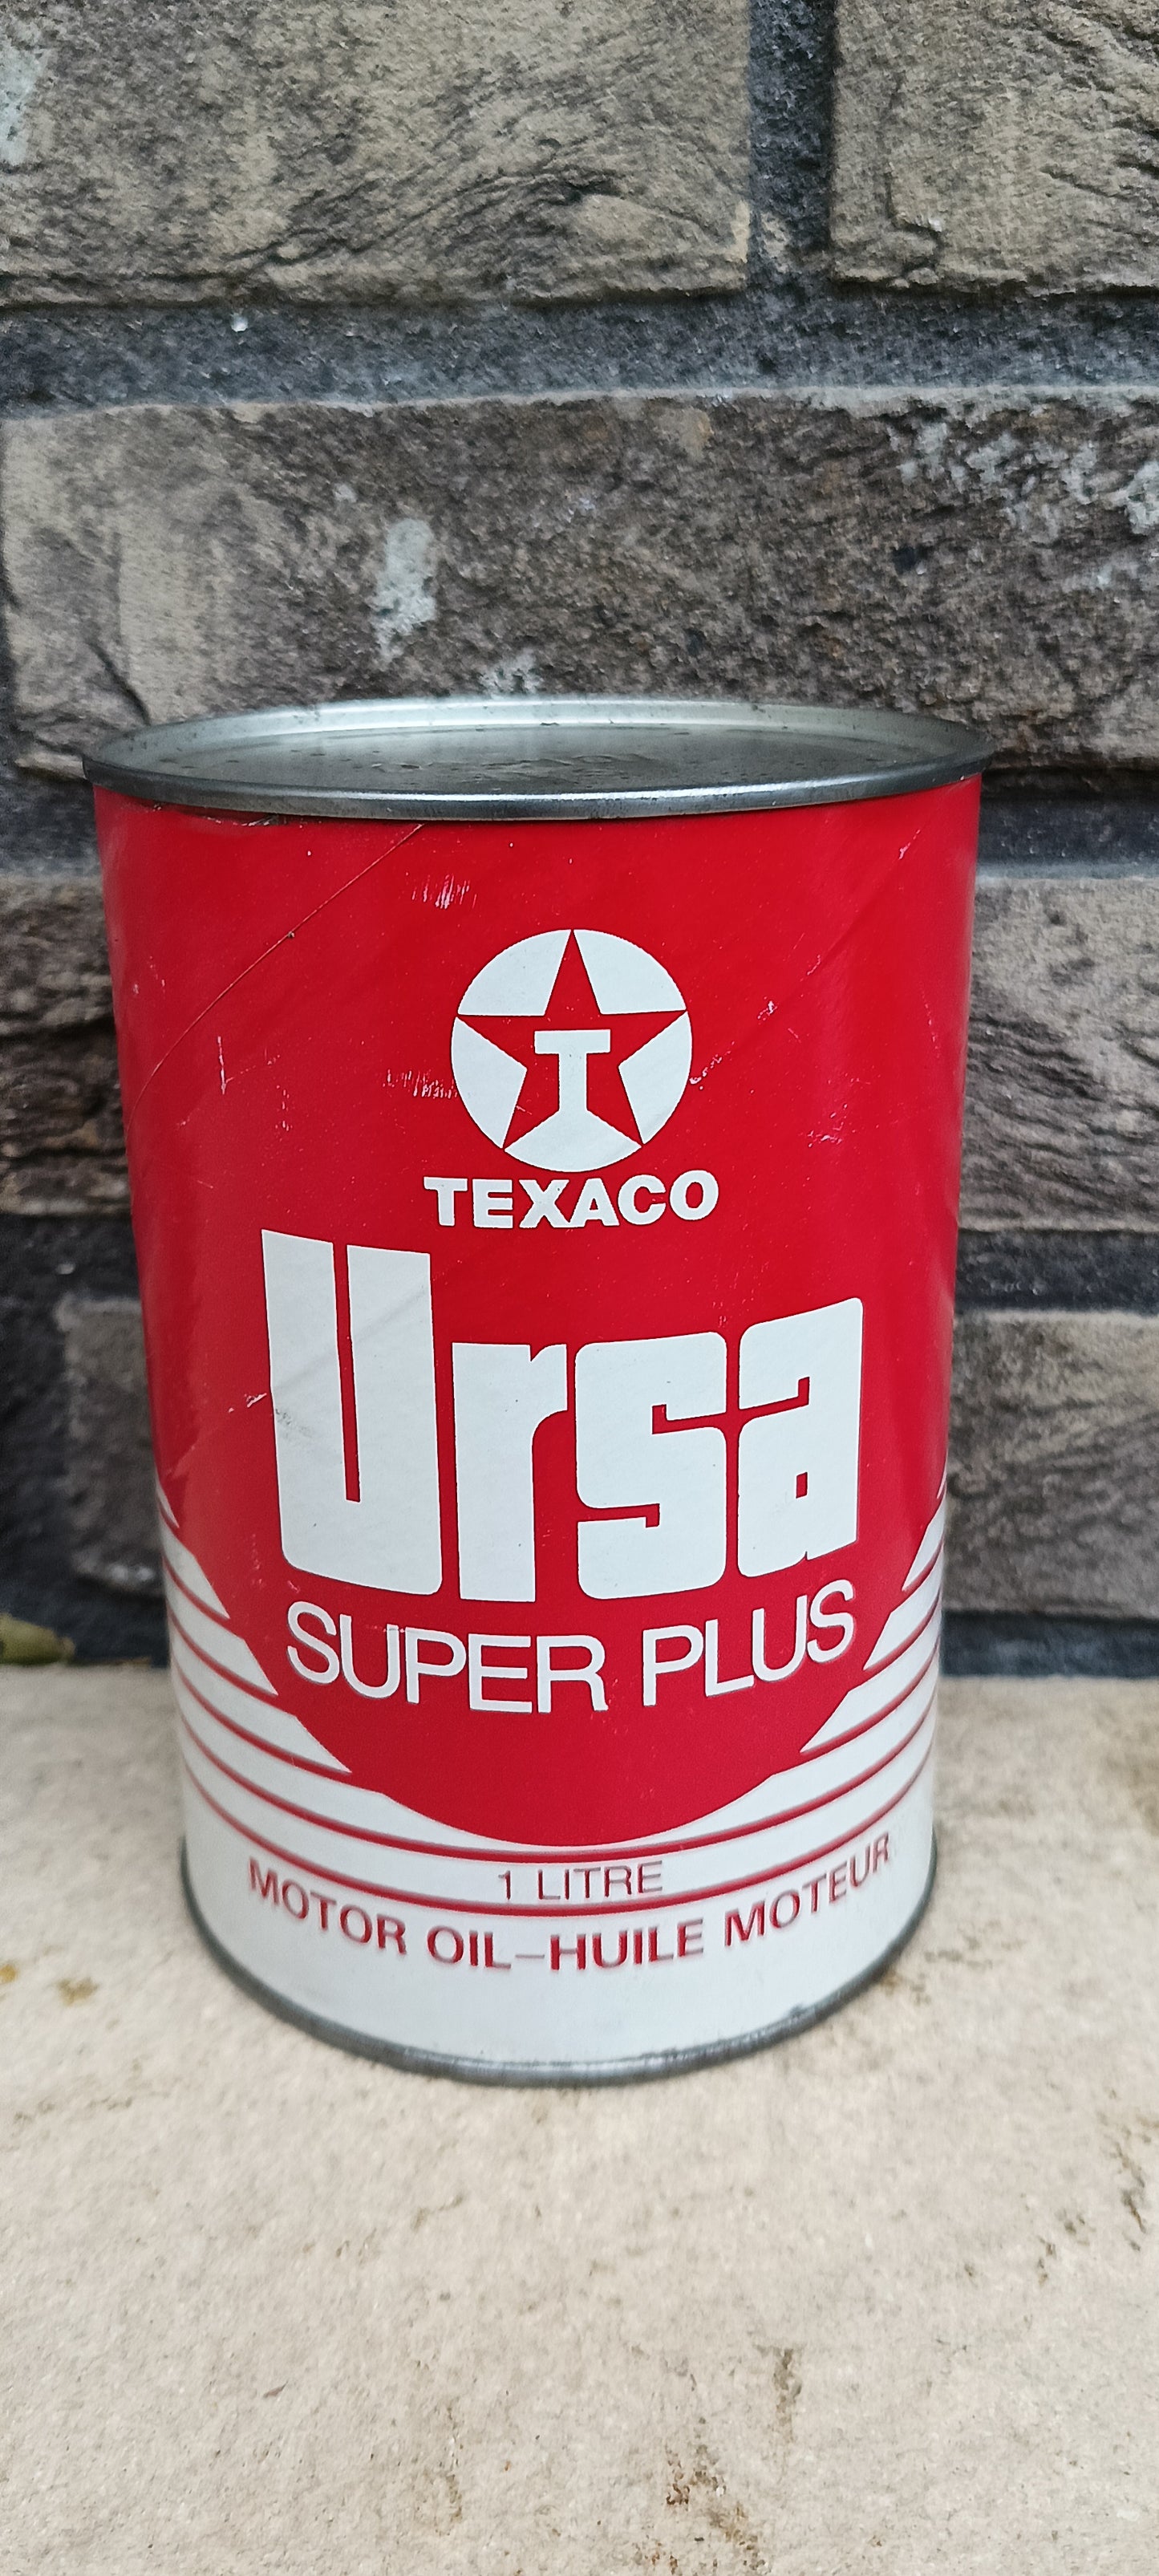 T
TEXACO
Ursa
SUPER PLUS
1 LITRE
MOTOR OIL–HUILE MOTEUR